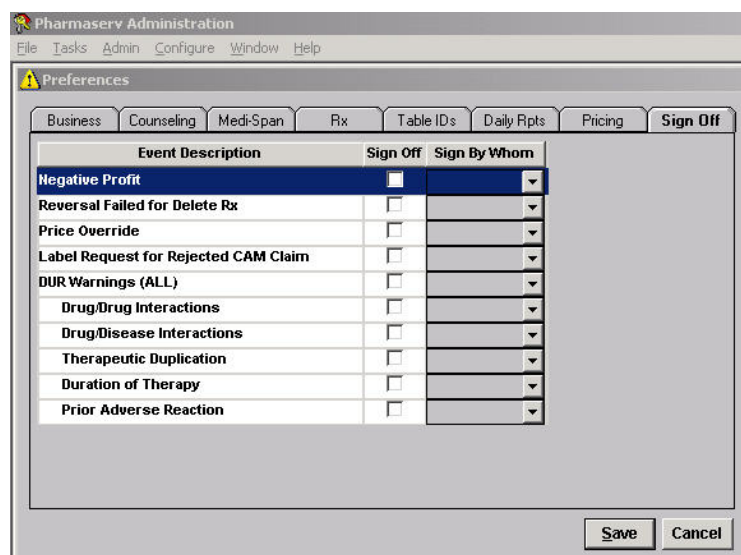 Pharmaserv Administration
File Tasks Admin Configure Window Help
Preferences
Business Counseling Medi-Span Rx Table IDs Daily Rpts Pricing Sign Off
Event Description Sign Off Sign By Whom
Negative Profit
Reversal Failed for Delete Rx
Price Override
Label Request for Rejected CAM Claim
DUR Warnings (ALL)
Drug/Drug Interactions
Drug/Disease Interactions
Therapeutic Duplication
Duration of Therapy
Prior Adverse Reaction
Save Cancel